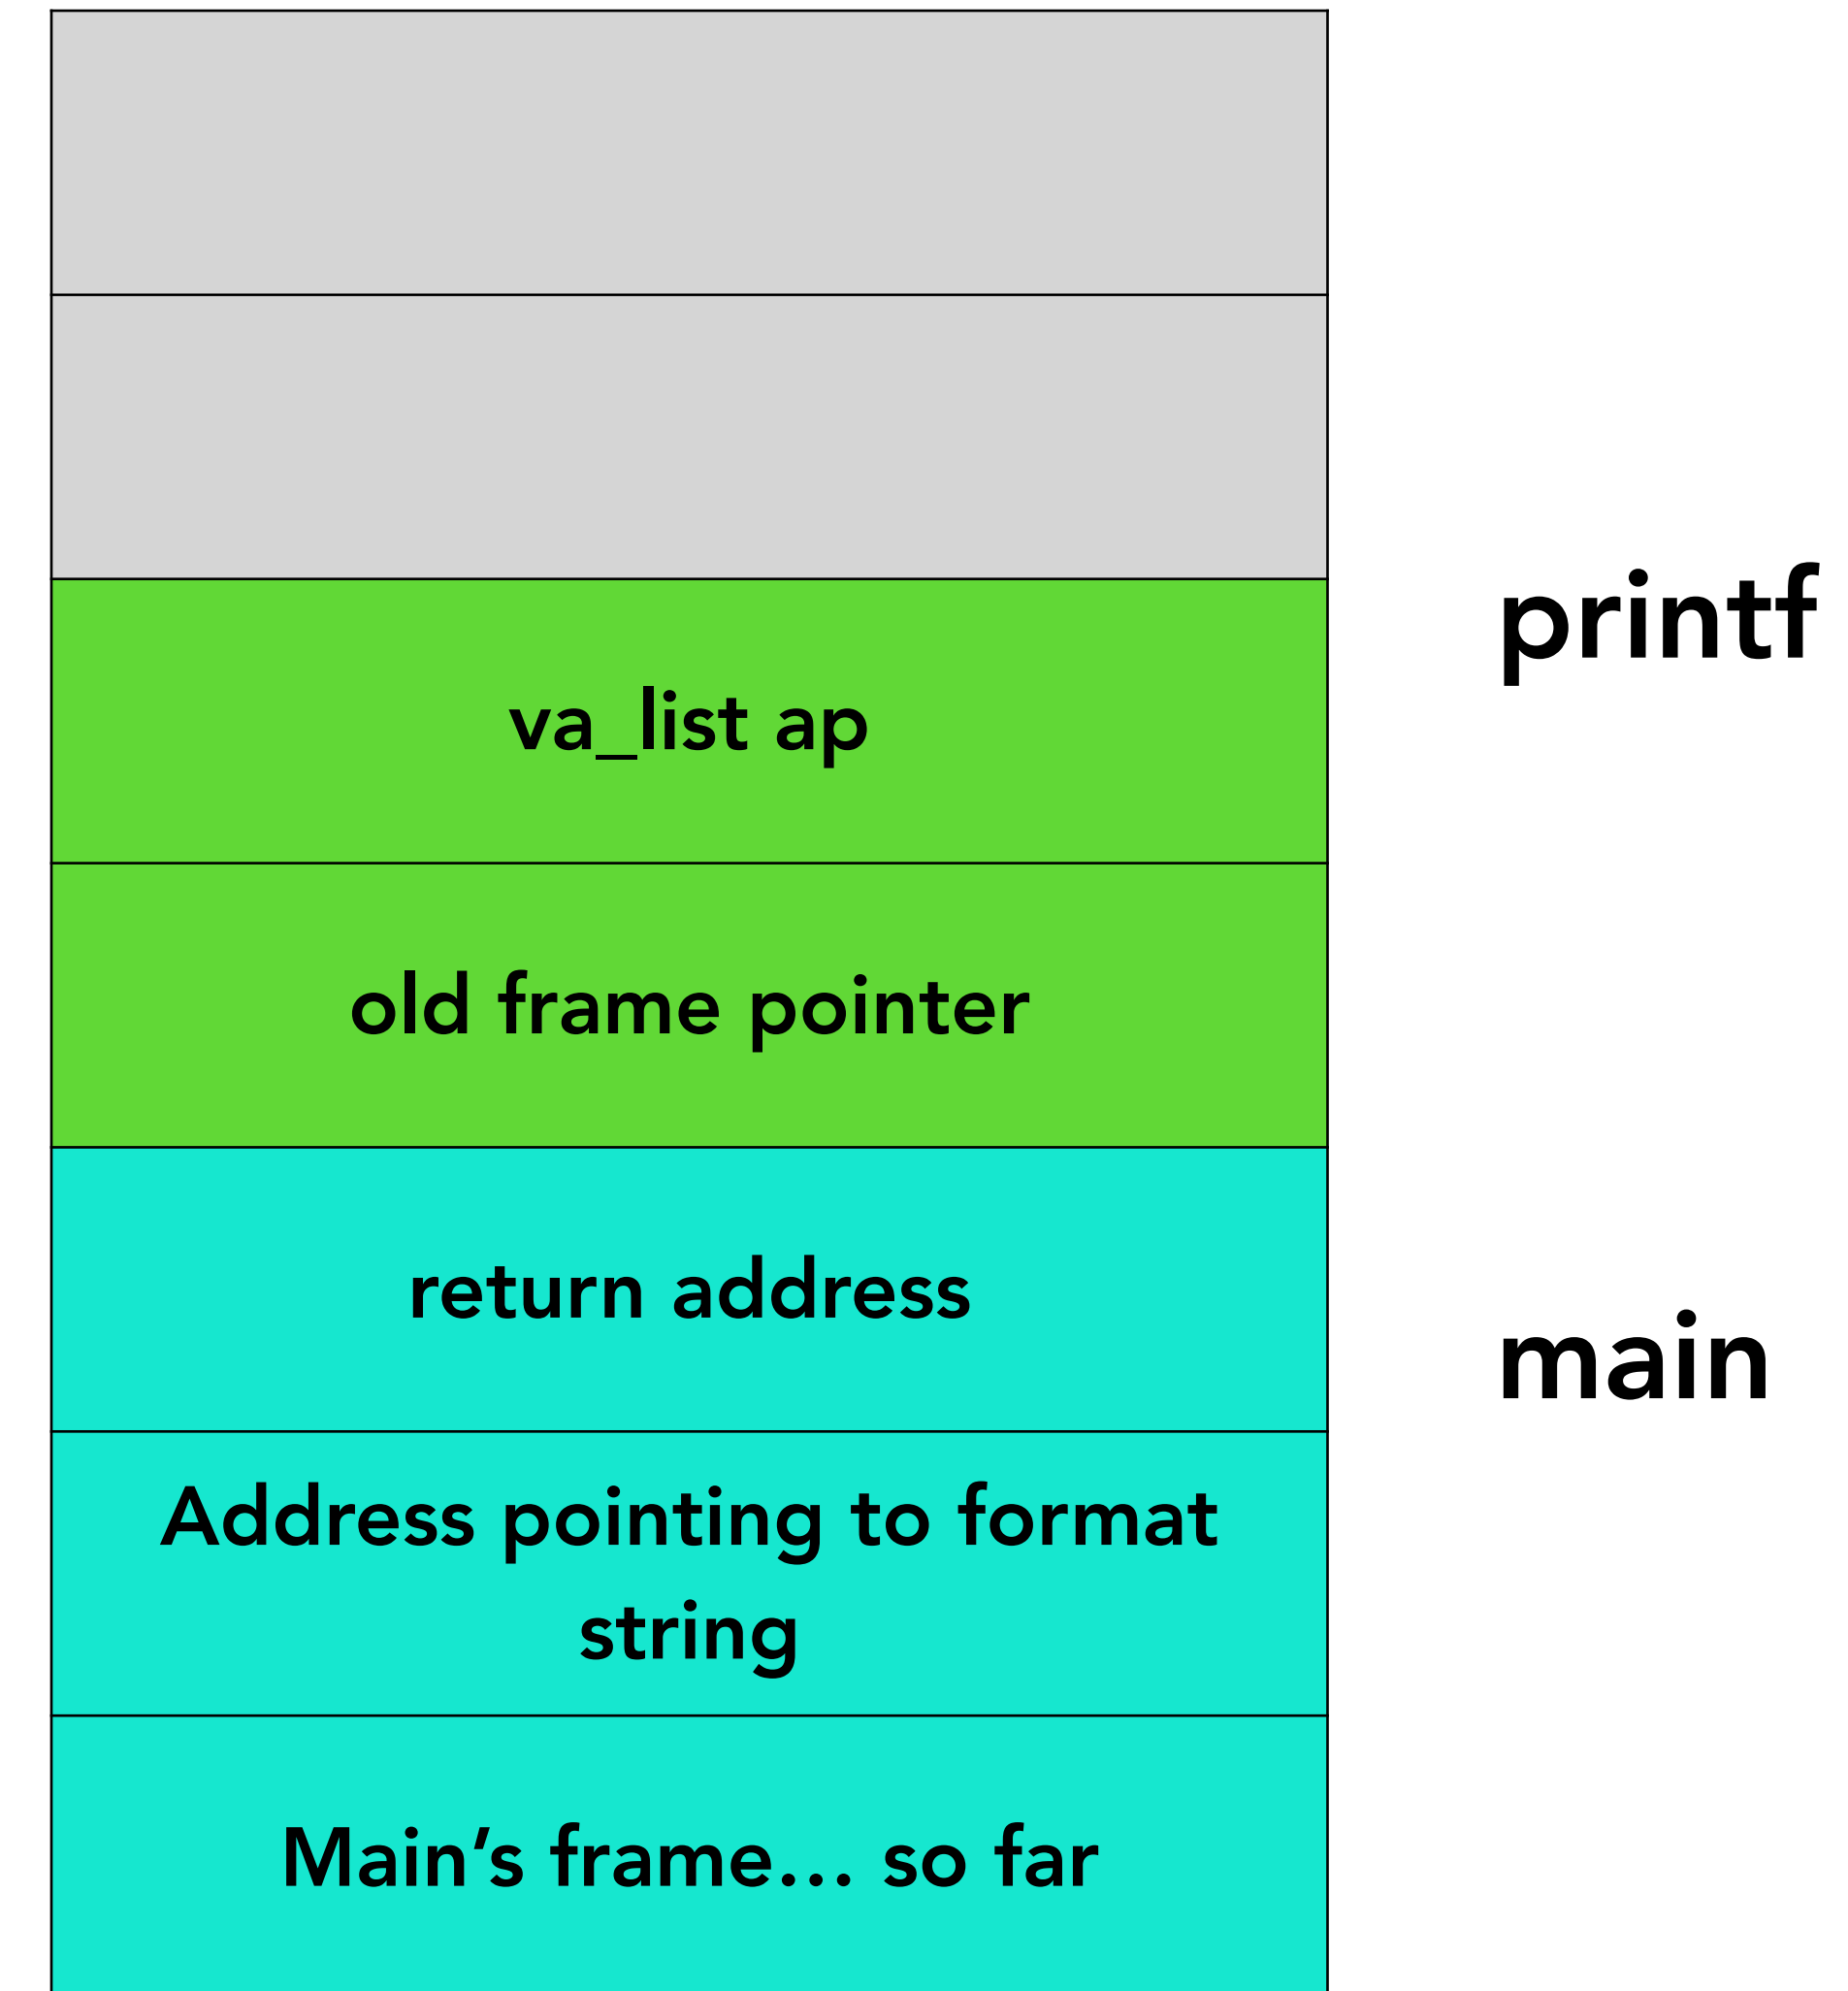 printf
va_list ap
old frame pointer
return address
main
Address pointing to format
string
Main’s frame… so far